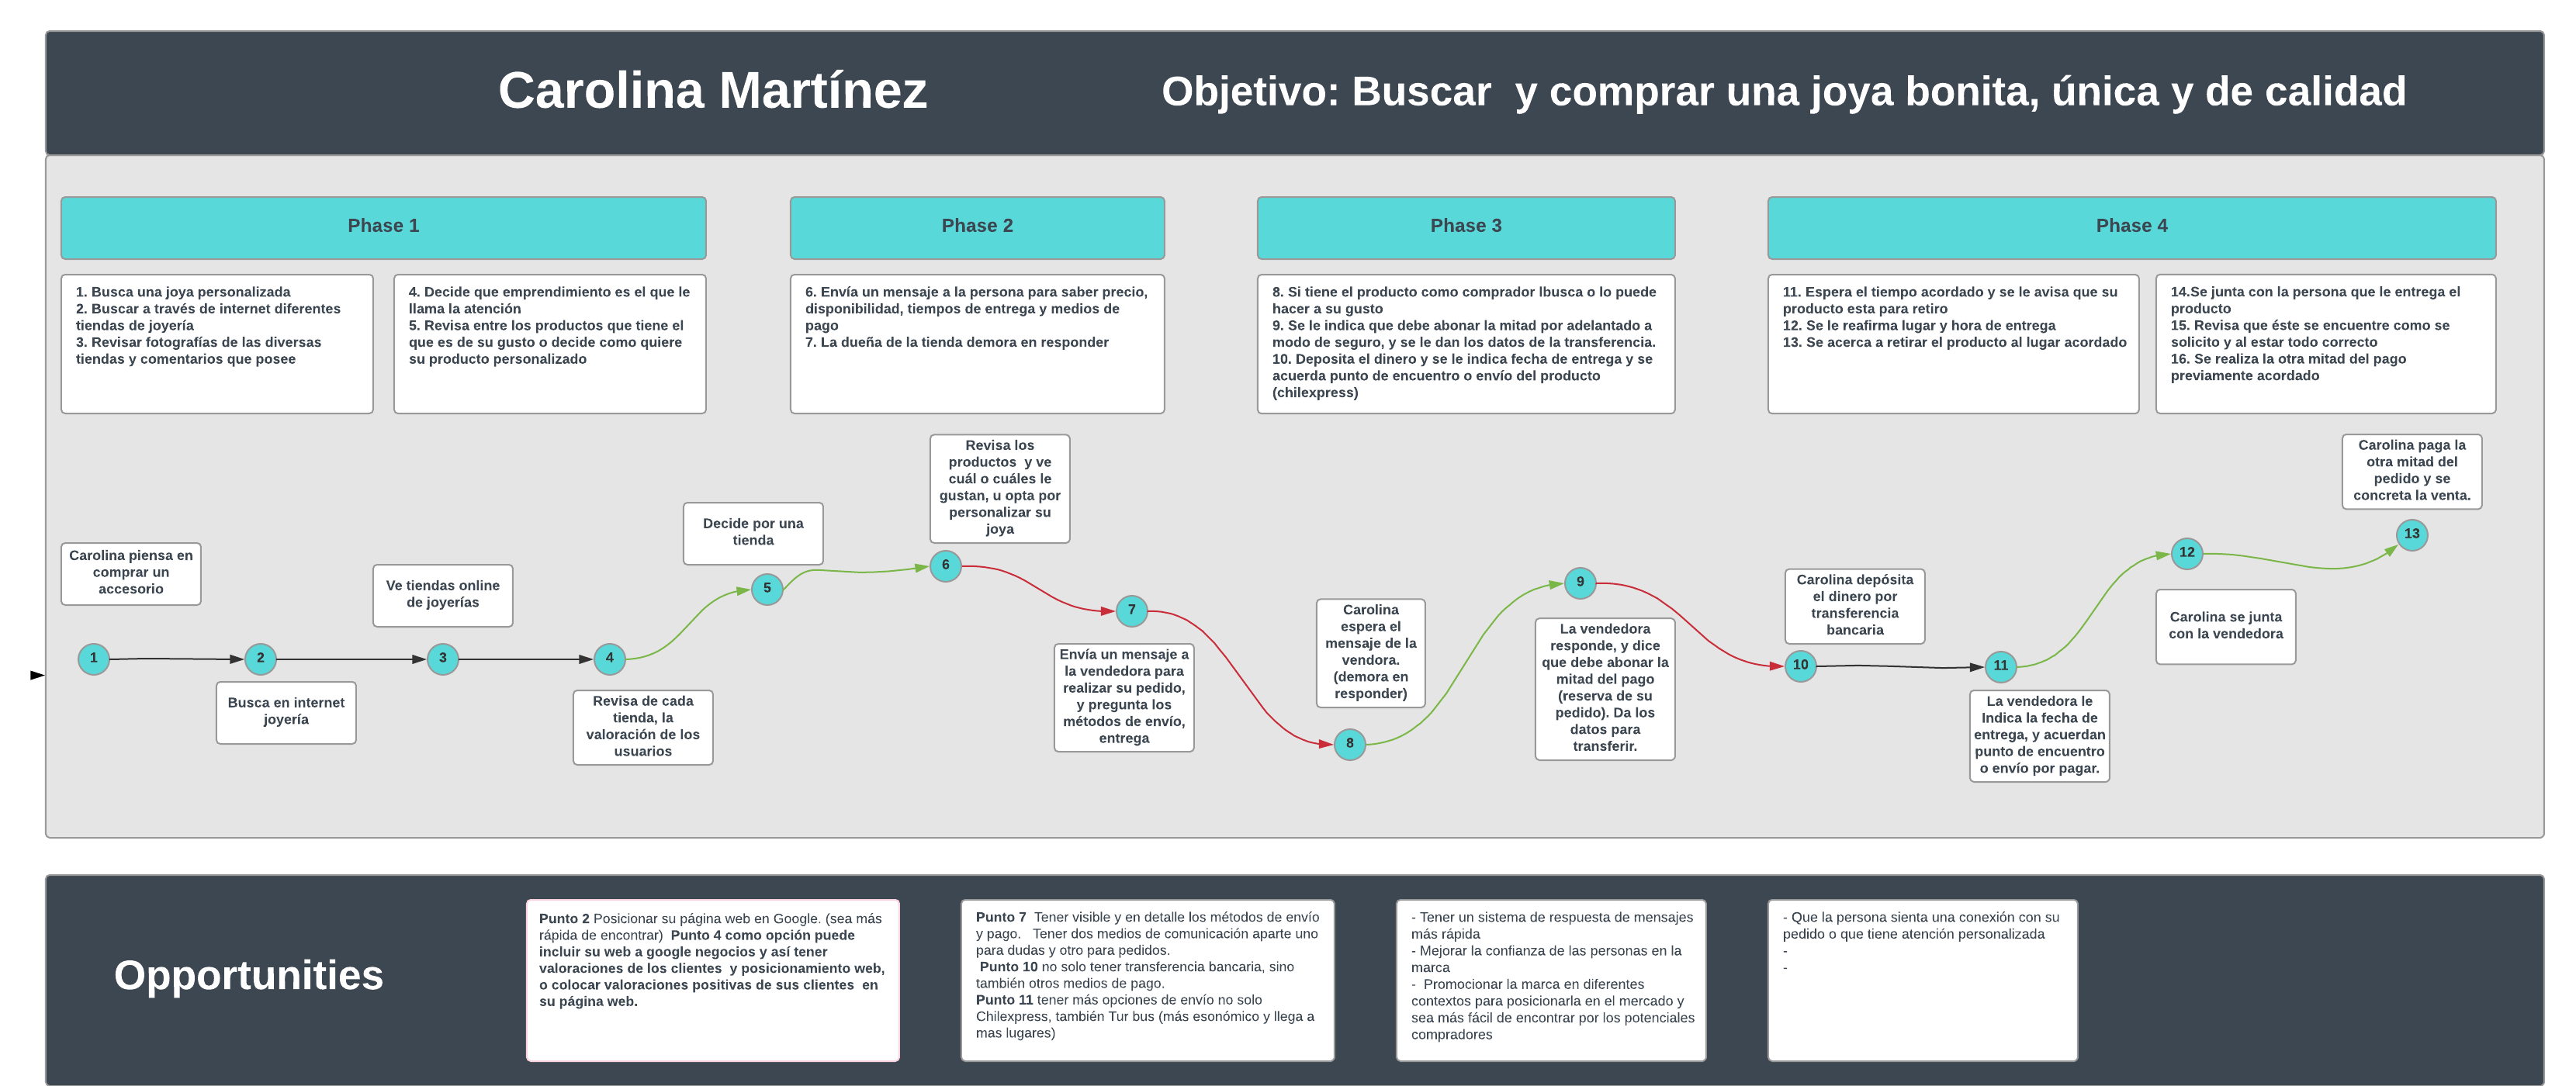 Carolina Martínez
Objetivo: Buscar  y comprar una joya bonita, única y de calidad
Phase 1
Phase 2
Phase 3
Phase 4
1. Busca una joya personalizada
2. Buscar a través de internet diferentes
tiendas de joyería
3. Revisar fotografías de las diversas
tiendas y comentarios que posee
4. Decide que emprendimiento es el que le
llama la atención
5. Revisa entre los productos que tiene el
que es de su gusto o decide como quiere
su producto personalizado
6. Envía un mensaje a la persona para saber precio,
disponibilidad, tiempos de entrega y medios de
pago
7. La dueña de la tienda demora en responder
8. Si tiene el producto como comprador lbusca o lo puede
hacer a su gusto
9. Se le indica que debe abonar la mitad por adelantado a
modo de seguro, y se le dan los datos de la transferencia.
10. Deposita el dinero y se le indica fecha de entrega y se
acuerda punto de encuentro o envío del producto
(chilexpress)
11. Espera el tiempo acordado y se le avisa que su
producto esta para retiro
12. Se le reafirma lugar y hora de entrega
13. Se acerca a retirar el producto al lugar acordado
14.Se junta con la persona que le entrega el
producto
15. Revisa que éste se encuentre como se
solicito y al estar todo correcto
16. Se realiza la otra mitad del pago
previamente acordado
Carolina piensa en
comprar un
accesorio
1
2
Busca en internet
joyería
Ve tiendas online
de joyerías
3
4
Revisa de cada
tienda, la
valoración de los
usuarios
Decide por una
tienda
5
Revisa los
productos  y ve
cuál o cuáles le
gustan, u opta por
personalizar su
joya
6
7
Envía un mensaje a
la vendedora para
realizar su pedido,
y pregunta los
métodos de envío,
entrega
Carolina
espera el
mensaje de la
vendora.
(demora en
responder)
8
9
La vendedora
responde, y dice
que debe abonar la
mitad del pago
(reserva de su
pedido). Da los
datos para
transferir.
Carolina depósita
el dinero por
transferencia
bancaria
10
11
La vendedora le
Indica la fecha de
entrega, y acuerdan
punto de encuentro
o envío por pagar.
12
Carolina se junta
con la vendedora
Carolina paga la
otra mitad del
pedido y se
concreta la venta.
13
Opportunities
Punto 2 Posicionar su página web en Google. (sea más
rápida de encontrar)  Punto 4 como opción puede
incluir su web a google negocios y así tener
valoraciones de los clientes  y posicionamiento web,
o colocar valoraciones positivas de sus clientes  en
su página web.
Punto 7  Tener visible y en detalle los métodos de envío
y pago.   Tener dos medios de comunicación aparte uno
para dudas y otro para pedidos.
Punto 10 no solo tener transferencia bancaria, sino
también otros medios de pago.
Punto 11 tener más opciones de envío no solo
Chilexpress, también Tur bus (más esonómico y llega a
mas lugares)
- Tener un sistema de respuesta de mensajes
más rápida
- Mejorar la confianza de las personas en la
marca
-  Promocionar la marca en diferentes
contextos para posicionarla en el mercado y
sea más fácil de encontrar por los potenciales
compradores
- Que la persona sienta una conexión con su
pedido o que tiene atención personalizada
-
-